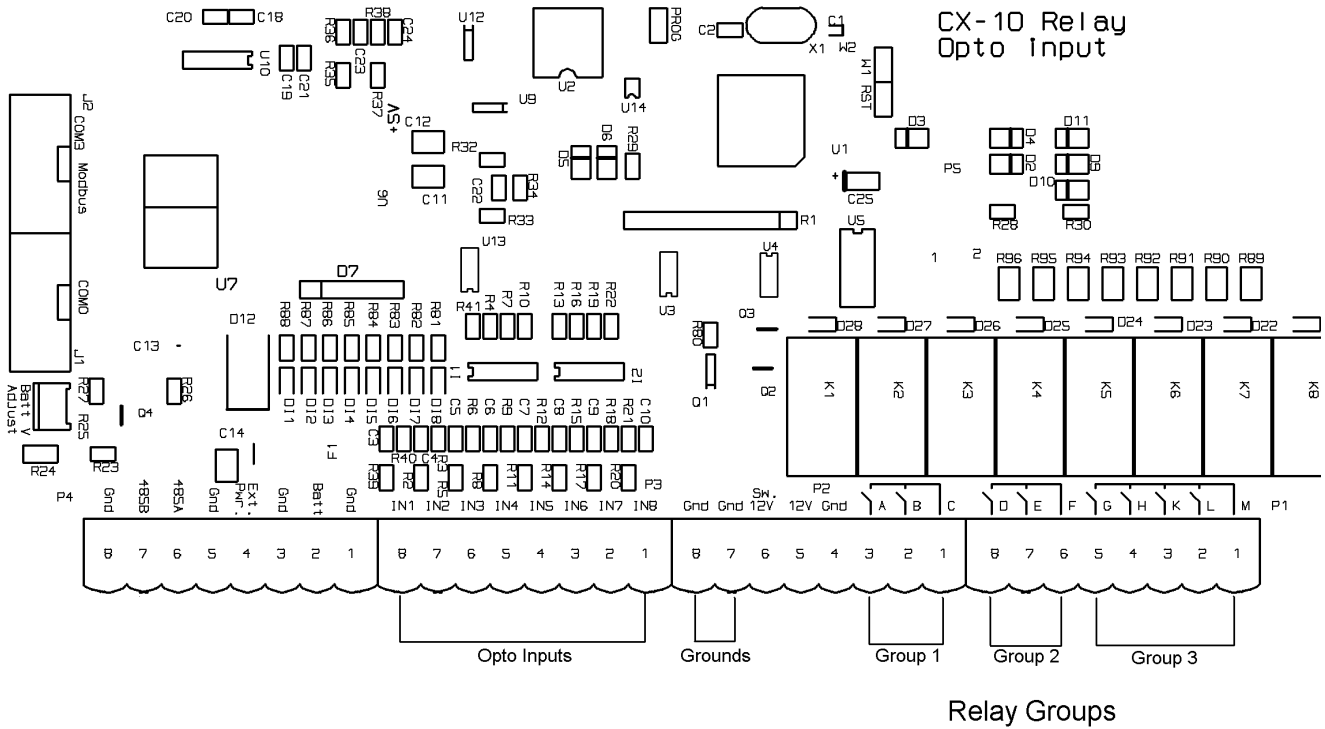 CX-10 Relay
Opto input
C20 C18
U10
C19
C21
R36
R38
C24
C23
R35
R37
+5V
U12
U9
U2
U14
PROG
C2
X1
C1
W2
W1 RST
J2
COM3 Modbus
COM0
J1
U7
C12
C11
U6
R32
C22
R34
R33
D5
D6
R29
R1
U1
+
C25
U5
D3
P5
D4
D2
D11
D9
D10
R28
R30
1 2
U13
U3
U4
R96 R95 R94 R93 R92 R91 R90 R89
D7
D12
C13
R88 R87 R86 R85 R84 R83 R82 R81
R41 R4 R7 R10 R13 R16 R19 R22
R80
Q3
Q1
Q2
D28 D27 D26 D25 D24 D23 D22
K1 K2 K3 K4 K5 K6 K7 K8
Batt V
Adjust
R27
R25
Q4
R26
R24
R23
C14
F1
DI1 DI2 DI3 DI4 DI5 DI6 DI7 DI8
I1
I2
C3
C5 R6 C6 R9 C7 R12 C8 R15 C9 R18 R21 C10
R40 C4 R3
R39 R2 R5 R8 R11 R14 R17 R20
P4
Gnd 485B 485A Gnd Ext. Pwr. Gnd Batt Gnd
IN1 IN2 IN3 IN4 IN5 IN6 IN7 IN8
P3
Gnd Gnd Sw. 12V 12V Gnd
P2
A B C
D E F G H K L M P1
8 7 6 5 4 3 2 1
8 7 6 5 4 3 2 1
8 7 6 5 4 3 2 1
8 7 6 5 4 3 2 1
Opto Inputs
Grounds
Group 1
Group 2
Group 3
Relay Groups